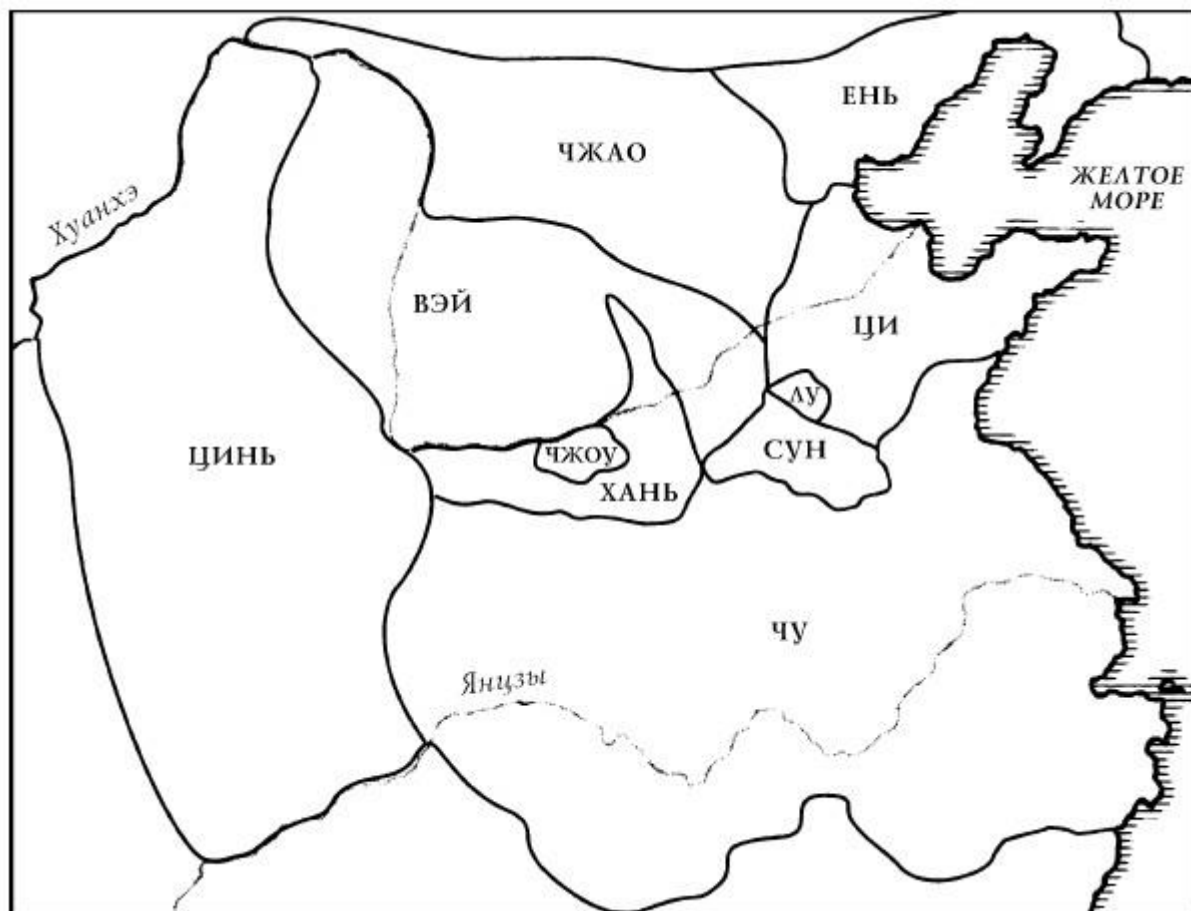 ЕНЬ
ЧЖАО
ЖЕЛТОЕ
МОРЕ
Хуанхэ
ВЭЙ
ЦИ
ЛУ
ЦИНЬ
ЧЖОУ
СУН
ХАНЬ
ЧУ
Янцзы